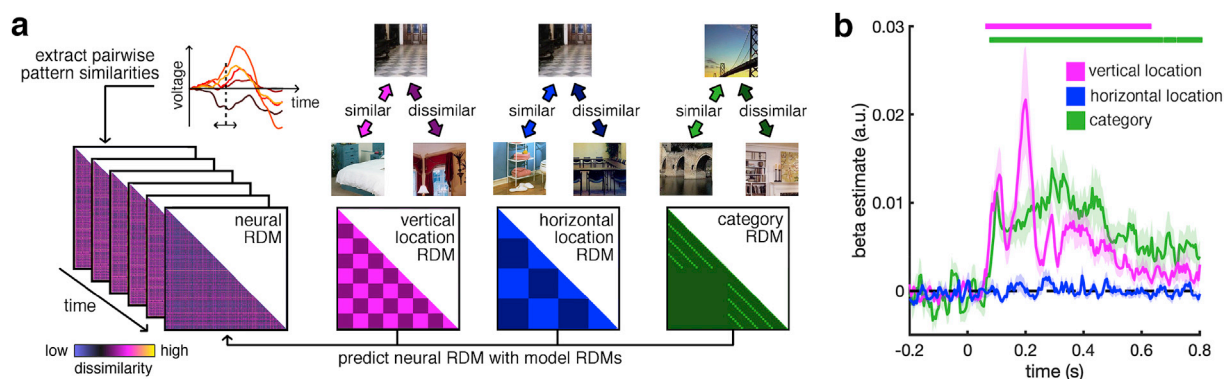 a
extract pairwise
pattern similarities
voltage
time
similar
dissimilar
similar
dissimilar
similar
dissimilar
neural
RDM
vertical
location
RDM
horizontal
location
RDM
category
RDM
time
low
high
dissimilarity
predict neural RDM with model RDMs
b
0.03
0.02
0.01
0
beta estimate (a.u.)
vertical location
horizontal location
category
-0.2
0
0.2
0.4
0.6
0.8
time (s)